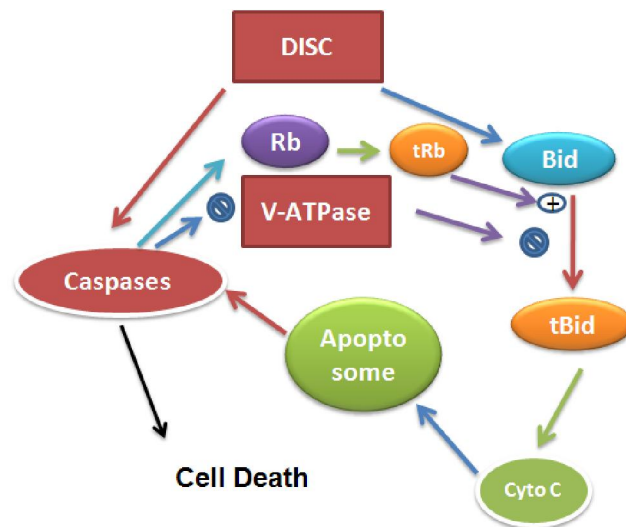 DISC
Rb
tRb
Bid
+
V-ATPase
Caspases
Apopto
some
tBid
Cyto C
Cell Death